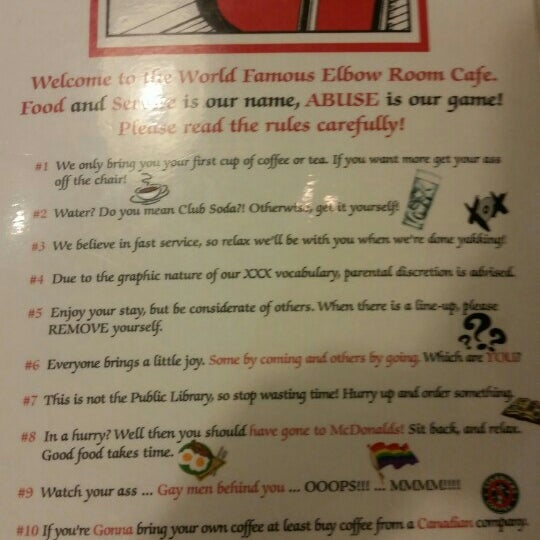 Welcome to the World Famous Elbow Room Cafe.
Food and Service is our name, ABUSE is our game!
Please read the rules carefully!
#1 We only bring you your first cup of coffee or tea. If you want more get your ass
off the chair!
#2 Water? Do you mean Club Soda?! Otherwise, get it yourself!
#3 We believe in fast service, so relax we'll be with you when we're done yakking!
#4 Due to the graphic nature of our XXX vocabulary, parental discretion is advised.
#5 Enjoy your stay, but be considerate of others. When there is a line-up, please
REMOVE yourself.
???
#6 Everyone brings a little joy. Some by coming and others by going. Which are YOU?
#7 This is not the Public Library, so stop wasting time! Hurry up and order something.
#8 In a hurry? Well then you should have gone to McDonalds! Sit back, and relax.
Good food takes time.
#9 Watch your ass ... Gay men behind you ... OOOPS!!! ... MMMM!!!!
#10 If you're Gonna bring your own coffee at least buy coffee from a Canadian company.